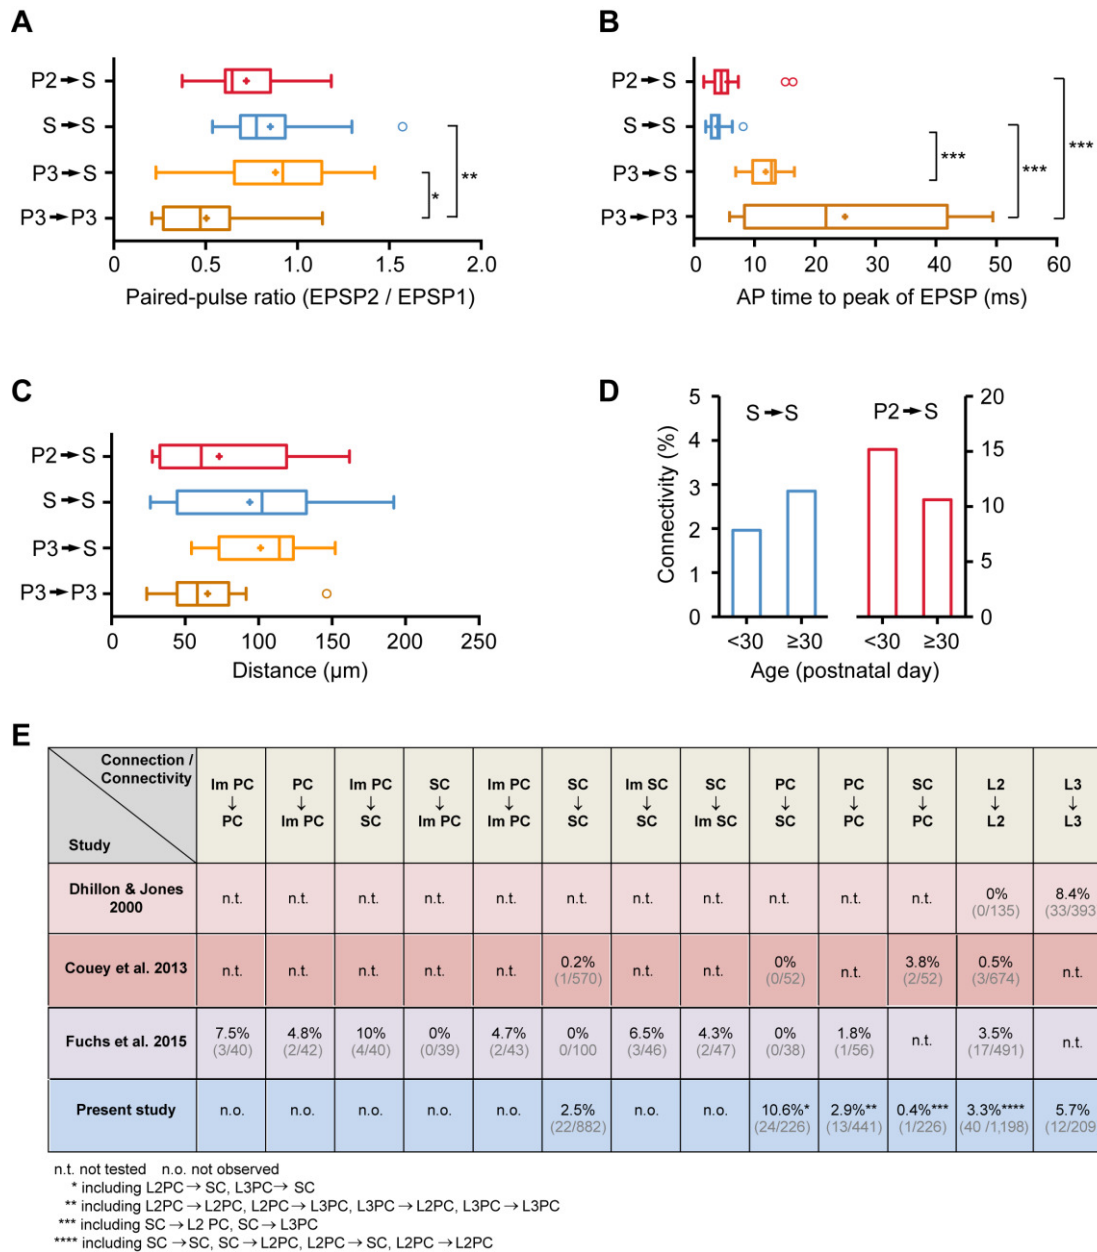 A
P2→S
S→S
P3→S
P3→P3
**
*
0 0.5 1.0 1.5 2.0
Paired-pulse ratio (EPSP2 / EPSP1)
B
P2→S
S→S
P3→S
P3→P3
***
***
***
0 10 20 30 40 50 60
AP time to peak of EPSP (ms)
C
P2→S
S→S
P3→S
P3→P3
0 50 100 150 200 250
Distance (µm)
D
S→S
P2→S
Connectivity (%)
5
4
3
2
1
0
20
15
10
5
0
<30 ≥30 <30 ≥30
Age (postnatal day)
E
Connection / Connectivity
Study
Im PC ↓ PC
PC ↓ Im PC
Im PC ↓ SC
SC ↓ Im PC
Im PC ↓ Im PC
SC ↓ SC
Im SC ↓ SC
SC ↓ Im SC
PC ↓ SC
PC ↓ PC
SC ↓ PC
L2 ↓ L2
L3 ↓ L3
Dhillon & Jones 2000 n.t. n.t. n.t. n.t. n.t. n.t. n.t. n.t. n.t. n.t. n.t. 0% (0/135) 8.4% (33/393
Couey et al. 2013 n.t. n.t. n.t. n.t. n.t. 0.2% (1/570) n.t. n.t. 0% (0/52) n.t. 3.8% (2/52) 0.5% (3/674) n.t.
Fuchs et al. 2015 7.5% (3/40) 4.8% (2/42) 10% (4/40) 0% (0/39) 4.7% (2/43) 0% 0/100 6.5% (3/46) 4.3% (2/47) 0% (0/38) 1.8% (1/56) n.t. 3.5% (17/491) n.t.
Present study n.o. n.o. n.o. n.o. n.o. 2.5% (22/882) n.o. n.o. 10.6%* (24/226) 2.9%** (13/441) 0.4%*** (1/226) 3.3%**** (40 /1,198) 5.7% (12/209
n.t. not tested n.o. not observed
* including L2PC → SC, L3PC → SC
** including L2PC → L2PC, L2PC → L3PC, L3PC → L2PC, L3PC → L3PC
*** including SC → L2 PC, SC → L3PC
**** including SC → SC, SC → L2PC, L2PC → SC, L2PC → L2PC